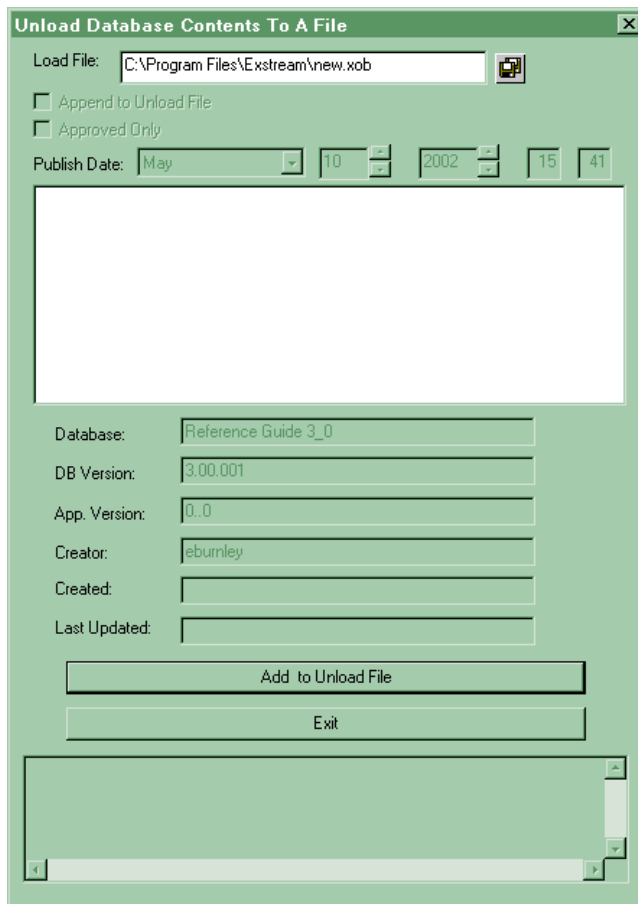 Unload Database Contents To A File
Load File: C:\Program Files\Exstream\new.xob
Append to Unload File
Approved Only
Publish Date: May 10 2002 15 41
Database: Reference Guide 3_0
DB Version: 3.00.001
App. Version: 0..0
Creator: eburnley
Created:
Last Updated:
Add to Unload File
Exit